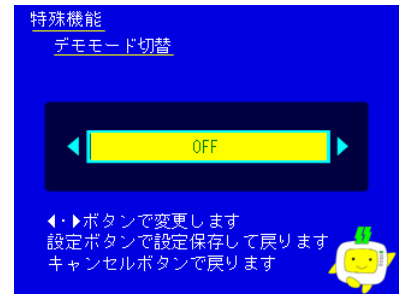 特殊機能
デモモード切替
OFF
◀・▶ボタンで変更します
設定ボタンで設定保存して戻ります
キャンセルボタンで戻ります